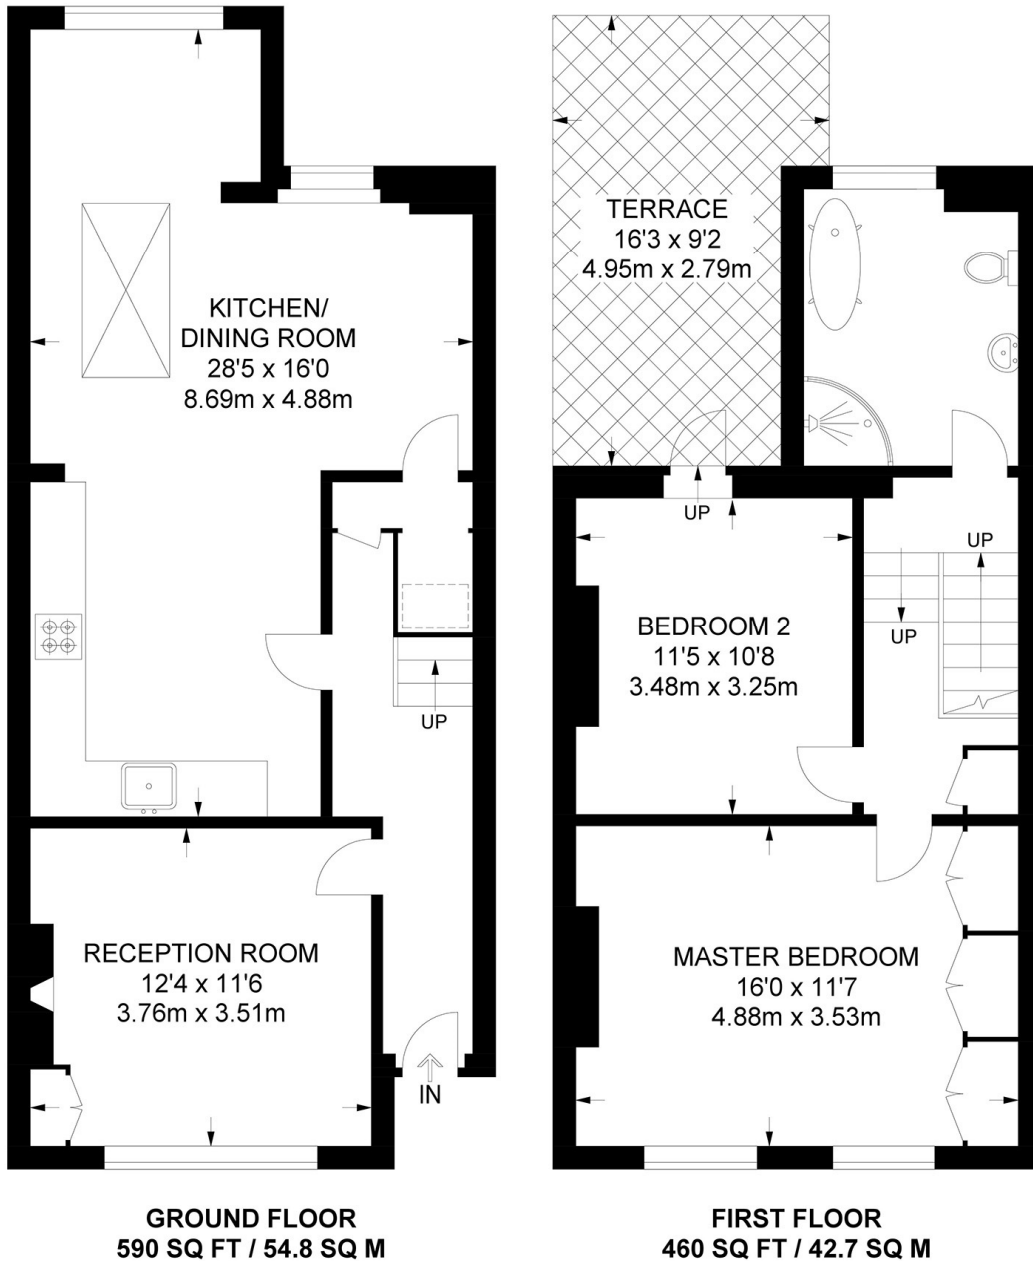 KITCHEN/
DINING ROOM
28'5 x 16'0
8.69m x 4.88m
UP
RECEPTION ROOM
12'4 x 11'6
3.76m x 3.51m
IN
GROUND FLOOR
590 SQ FT / 54.8 SQ M
TERRACE
16'3 x 9'2
4.95m x 2.79m
UP
UP
UP
BEDROOM 2
11'5 x 10'8
3.48m x 3.25m
MASTER BEDROOM
16'0 x 11'7
4.88m x 3.53m
FIRST FLOOR
460 SQ FT / 42.7 SQ M